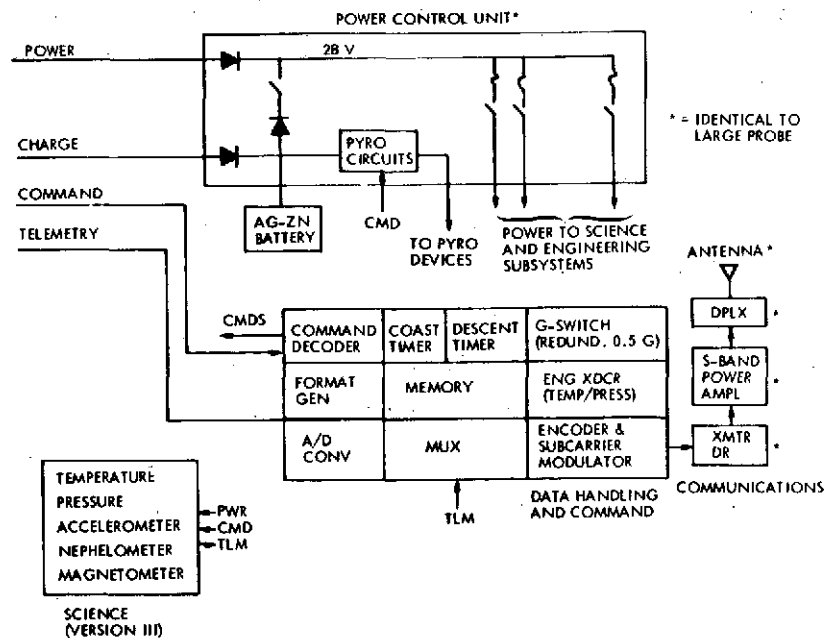 POWER CONTROL UNIT*
POWER
28 V
* = IDENTICAL TO
LARGE PROBE
CHARGE
PYRO
CIRCUITS
COMMAND
AG-ZN
BATTERY
CMD
TELEMETRY
TO PYRO
DEVICES
POWER TO SCIENCE
AND ENGINEERING
SUBSYSTEMS
ANTENNA*
DPLX *
S-BAND
POWER
AMPL *
XMTR
DR *
COMMUNICATIONS
CMDS
COMMAND
DECODER
COAST
TIMER
DESCENT
TIMER
G-SWITCH
(REDUND. 0.5 G)
FORMAT
GEN
MEMORY
ENG XDCR
(TEMP/PRESS)
A/D
CONV
MUX
ENCODER &
SUBCARRIER
MODULATOR
TLM
DATA HANDLING
AND COMMAND
TEMPERATURE
PRESSURE
ACCELEROMETER
NEPHELOMETER
MAGNETOMETER
PWR
CMD
TLM
SCIENCE
(VERSION III)